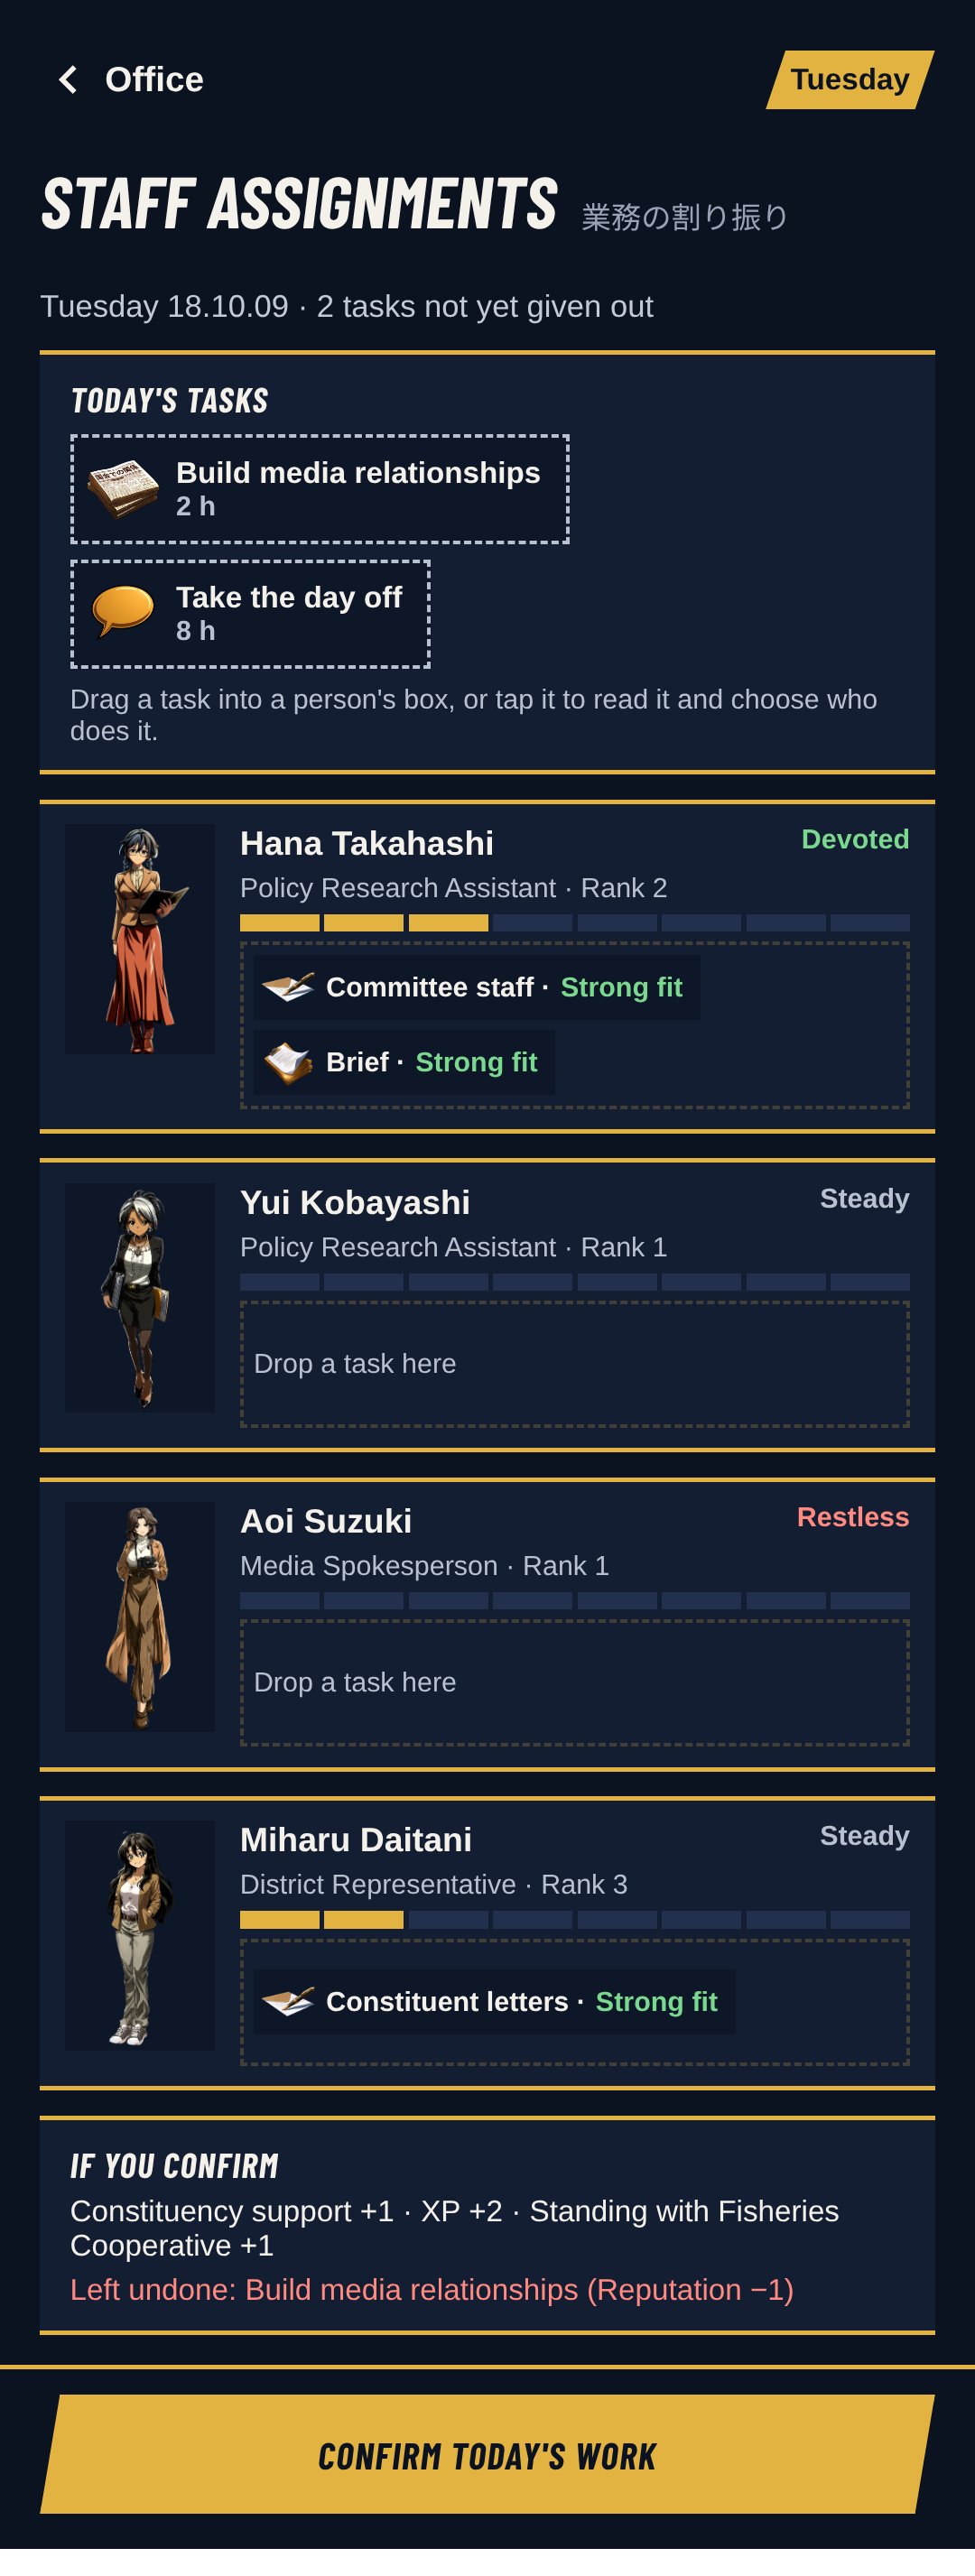 Office
Tuesday
STAFF ASSIGNMENTS 業務の割り振り
Tuesday 18.10.09 · 2 tasks not yet given out
TODAY'S TASKS
Build media relationships
2 h
Take the day off
8 h
Drag a task into a person's box, or tap it to read it and choose who
does it.
Hana Takahashi
Devoted
Policy Research Assistant · Rank 2
Committee staff · Strong fit
Brief · Strong fit
Yui Kobayashi
Steady
Policy Research Assistant · Rank 1
Drop a task here
Aoi Suzuki
Restless
Media Spokesperson · Rank 1
Drop a task here
Miharu Daitani
Steady
District Representative · Rank 3
Constituent letters · Strong fit
IF YOU CONFIRM
Constituency support +1 · XP +2 · Standing with Fisheries
Cooperative +1
Left undone: Build media relationships (Reputation −1)
CONFIRM TODAY'S WORK